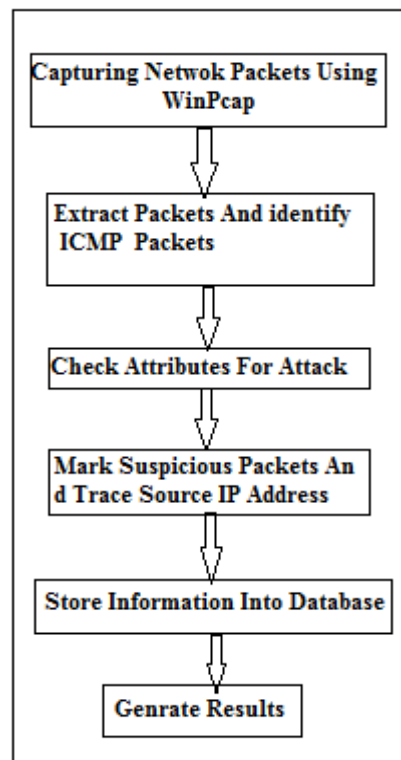 Capturing Netwok Packets Using
WinPcap
Extract Packets And identify
ICMP Packets
Check Attributes For Attack
Mark Suspicious Packets An
d Trace Source IP Address
Store Information Into Database
Genrate Results